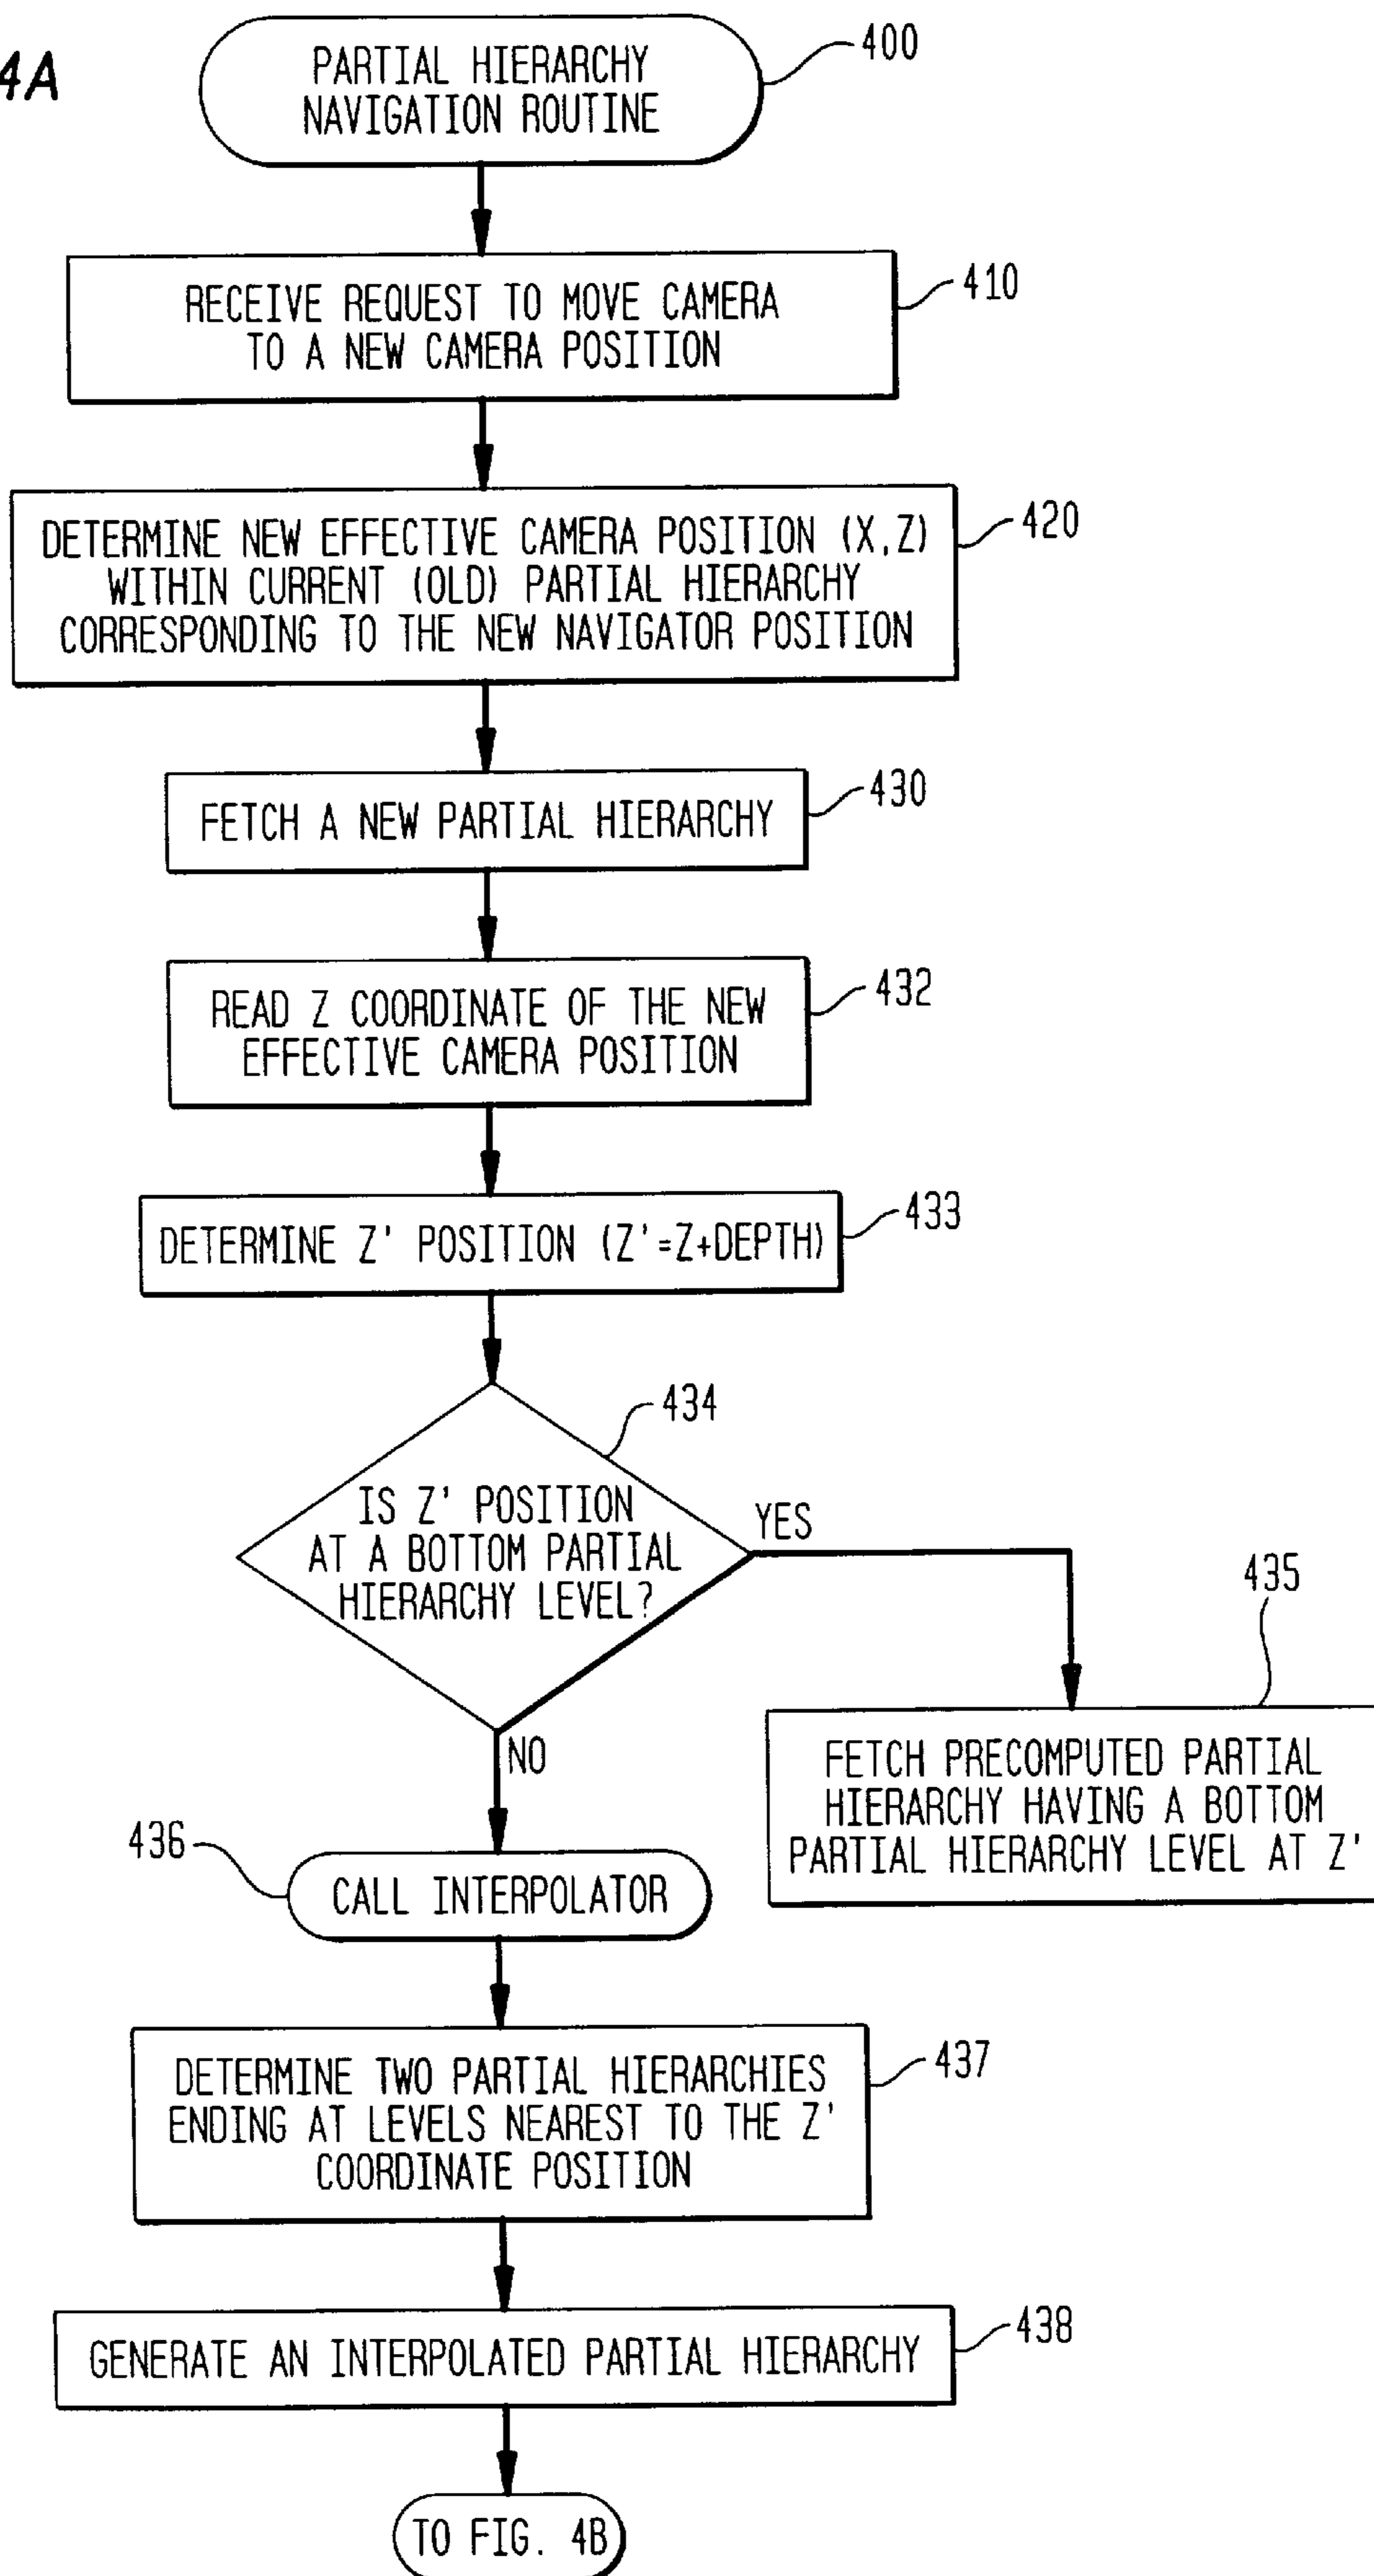 4A
PARTIAL HIERARCHY
NAVIGATION ROUTINE
400
RECEIVE REQUEST TO MOVE CAMERA
TO A NEW CAMERA POSITION
410
DETERMINE NEW EFFECTIVE CAMERA POSITION (X,Z)
WITHIN CURRENT (OLD) PARTIAL HIERARCHY
CORRESPONDING TO THE NEW NAVIGATOR POSITION
420
FETCH A NEW PARTIAL HIERARCHY
430
READ Z COORDINATE OF THE NEW
EFFECTIVE CAMERA POSITION
432
DETERMINE Z' POSITION (Z'=Z+DEPTH)
433
434
IS Z' POSITION
AT A BOTTOM PARTIAL
HIERARCHY LEVEL?
YES
435
FETCH PRECOMPUTED PARTIAL
HIERARCHY HAVING A BOTTOM
PARTIAL HIERARCHY LEVEL AT Z'
NO
436
CALL INTERPOLATOR
DETERMINE TWO PARTIAL HIERARCHIES
ENDING AT LEVELS NEAREST TO THE Z'
COORDINATE POSITION
437
GENERATE AN INTERPOLATED PARTIAL HIERARCHY
438
TO FIG. 4B